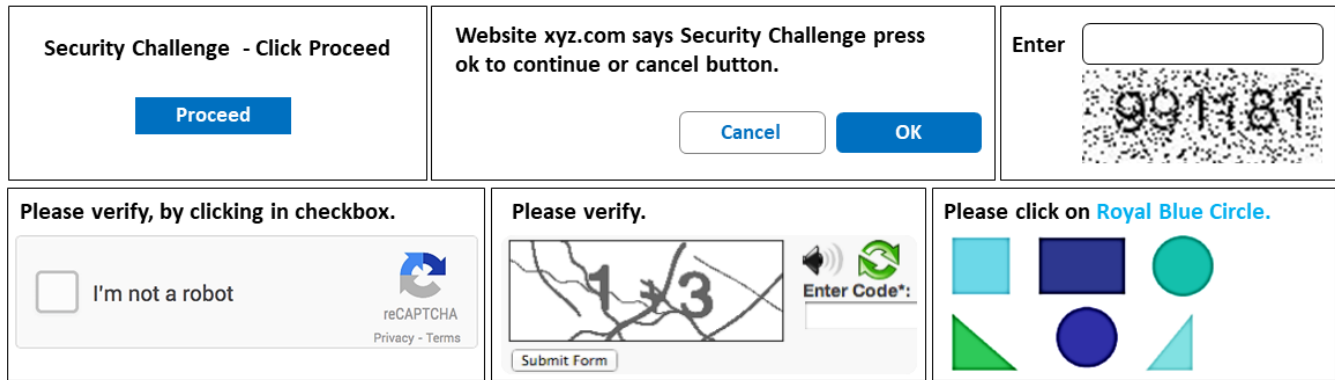 Security Challenge - Click Proceed
Proceed
Website xyz.com says Security Challenge press
ok to continue or cancel button.
Cancel
OK
Enter
991181
Please verify, by clicking in checkbox.
I'm not a robot
reCAPTCHA
Privacy - Terms
Please verify.
1 + 3
Enter Code*:
Submit Form
Please click on Royal Blue Circle.